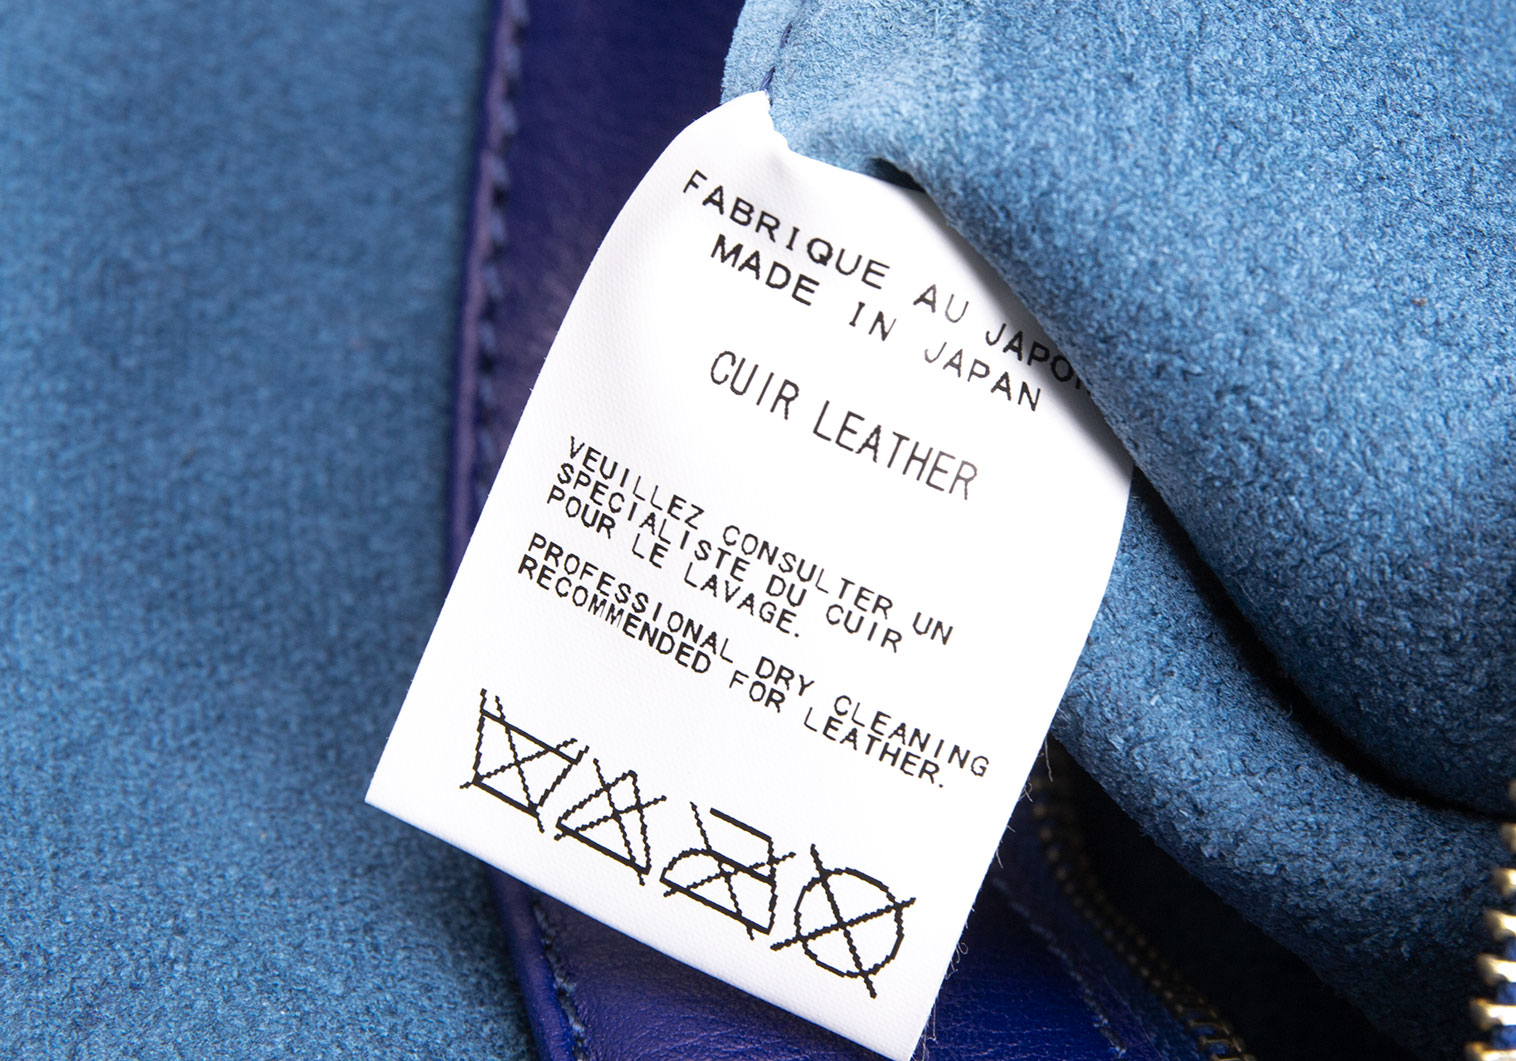 FABRIQUE AU JAPON
MADE IN JAPAN
CUIR LEATHER
VEUILLEZ CONSULTER UN
SPECIALISTE DU CUIR
POUR LE LAVAGE.
PROFESSIONAL DRY CLEANING
RECOMMENDED FOR LEATHER.